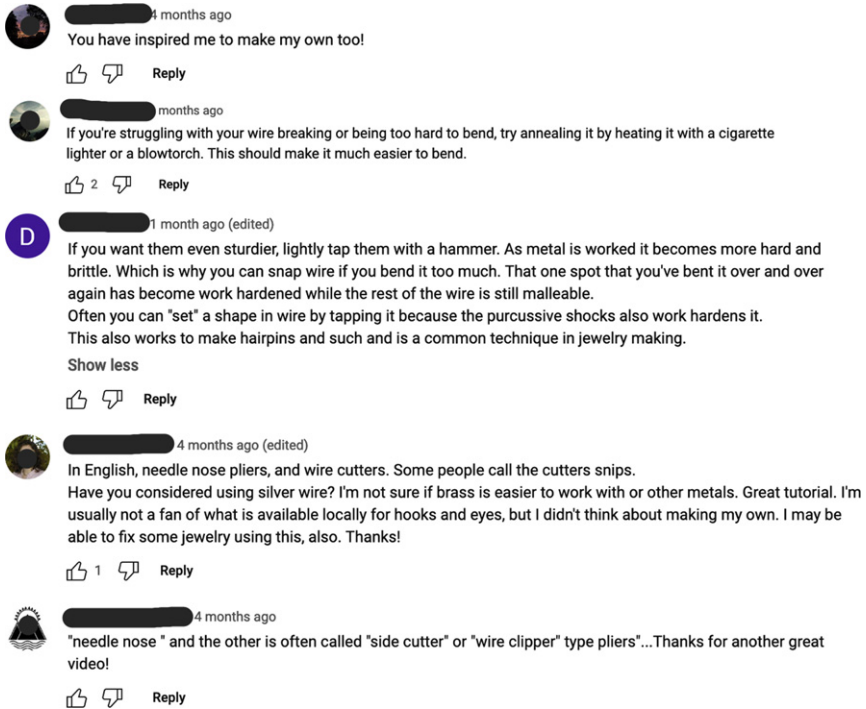 4 months ago
You have inspired me to make my own too!
Reply
months ago
If you're struggling with your wire breaking or being too hard to bend, try annealing it by heating it with a cigarette
lighter or a blowtorch. This should make it much easier to bend.
2 Reply
D
1 month ago (edited)
If you want them even sturdier, lightly tap them with a hammer. As metal is worked it becomes more hard and
brittle. Which is why you can snap wire if you bend it too much. That one spot that you've bent it over and over
again has become work hardened while the rest of the wire is still malleable.
Often you can "set" a shape in wire by tapping it because the purcussive shocks also work hardens it.
This also works to make hairpins and such and is a common technique in jewelry making.
Show less
Reply
4 months ago (edited)
In English, needle nose pliers, and wire cutters. Some people call the cutters snips.
Have you considered using silver wire? I'm not sure if brass is easier to work with or other metals. Great tutorial. I'm
usually not a fan of what is available locally for hooks and eyes, but I didn't think about making my own. I may be
able to fix some jewelry using this, also. Thanks!
1 Reply
4 months ago
"needle nose " and the other is often called "side cutter" or "wire clipper" type pliers"...Thanks for another great
video!
Reply